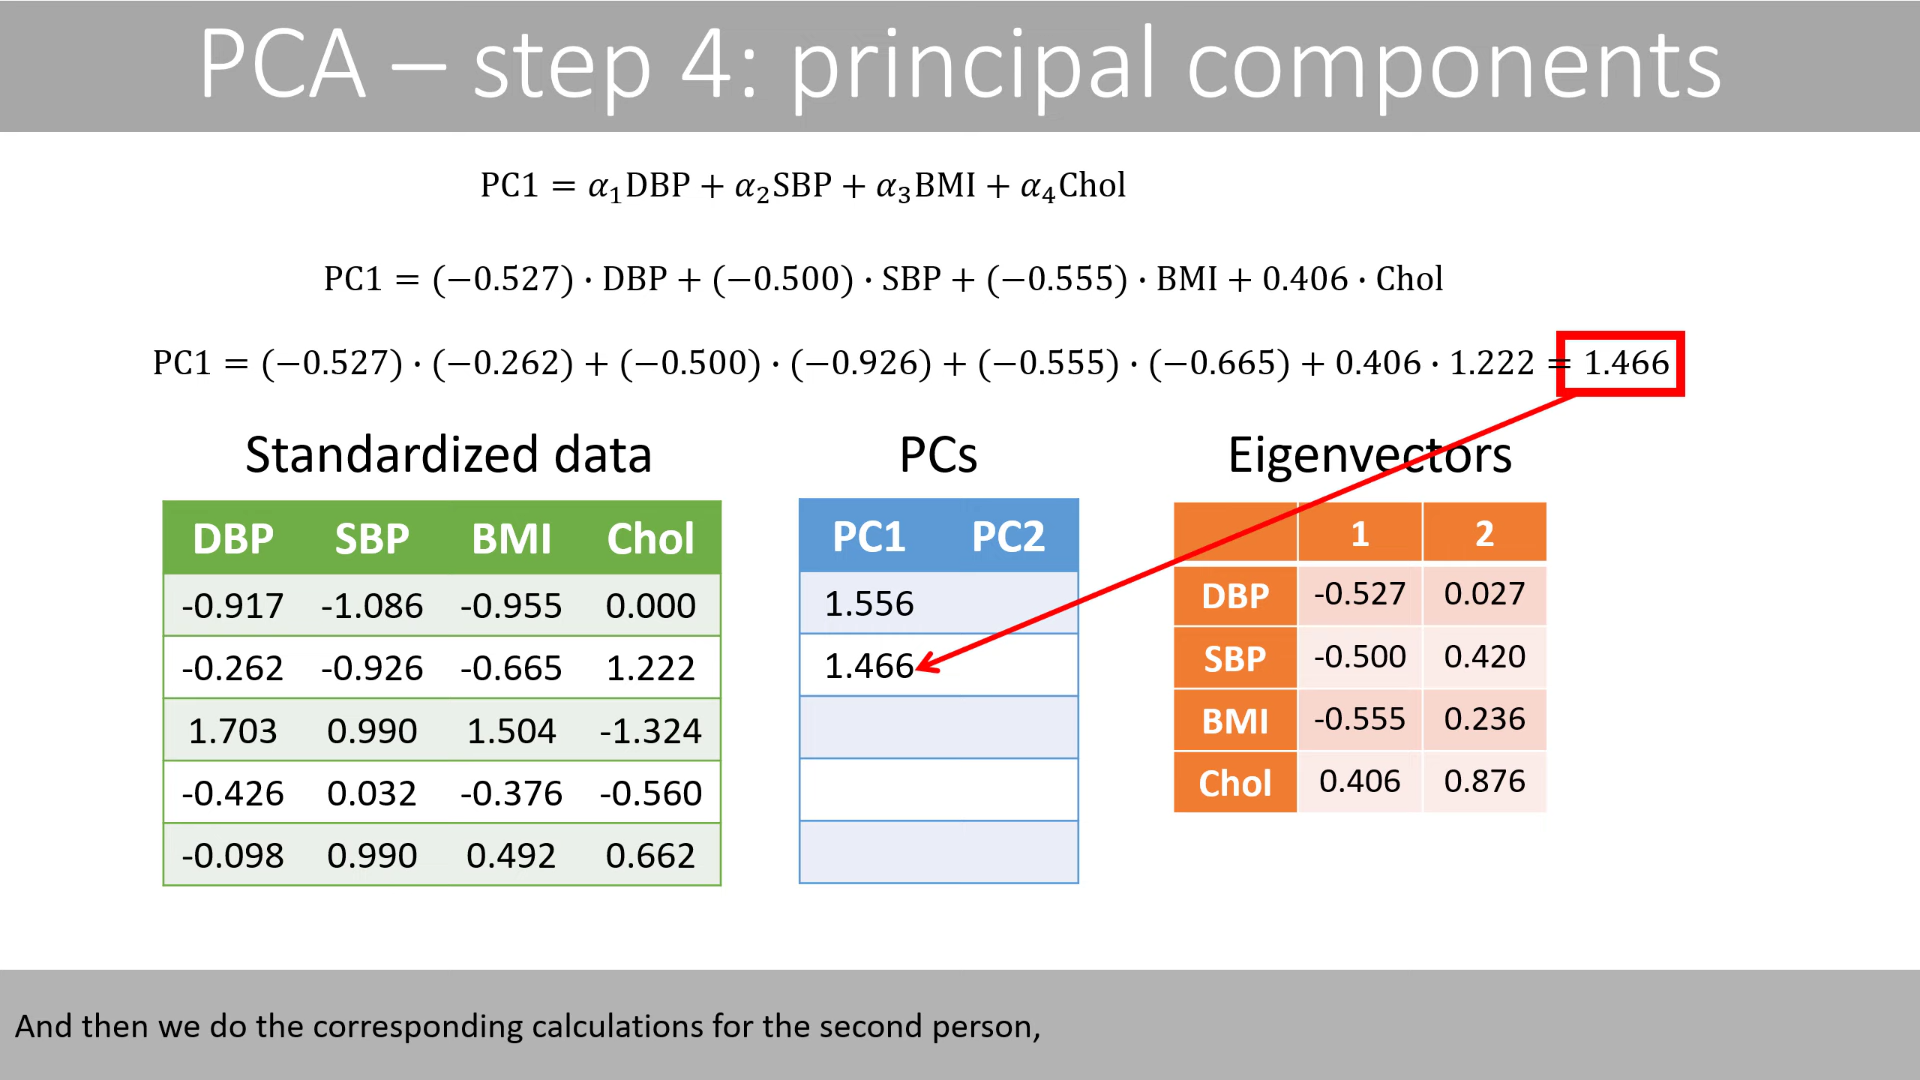 PCA – step 4: principal components
PC1 = α₁DBP + α₂SBP + α₃BMI + α₄Chol
PC1 = (−0.527) · DBP + (−0.500) · SBP + (−0.555) · BMI + 0.406 · Chol
PC1 = (−0.527) · (−0.262) + (−0.500) · (−0.926) + (−0.555) · (−0.665) + 0.406 · 1.222 = 1.466
Standardized data
DBP SBP BMI Chol
-0.917 -1.086 -0.955 0.000
-0.262 -0.926 -0.665 1.222
1.703 0.990 1.504 -1.324
-0.426 0.032 -0.376 -0.560
-0.098 0.990 0.492 0.662
PCs
PC1 PC2
1.556
1.466
Eigenvectors
1 2
DBP -0.527 0.027
SBP -0.500 0.420
BMI -0.555 0.236
Chol 0.406 0.876
And then we do the corresponding calculations for the second person,